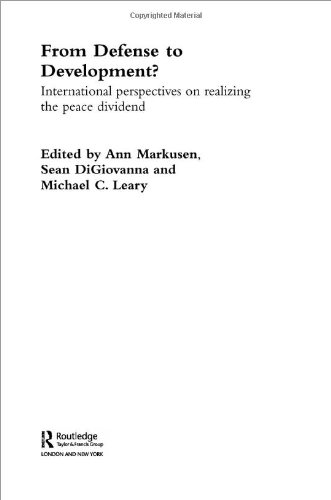 Copyrighted Material
From Defense to
Development?
International perspectives on realizing
the peace dividend
Edited by Ann Markusen,
Sean DiGiovanna and
Michael C. Leary
R
Routledge
Taylor & Francis Group
LONDON AND NEW YORK